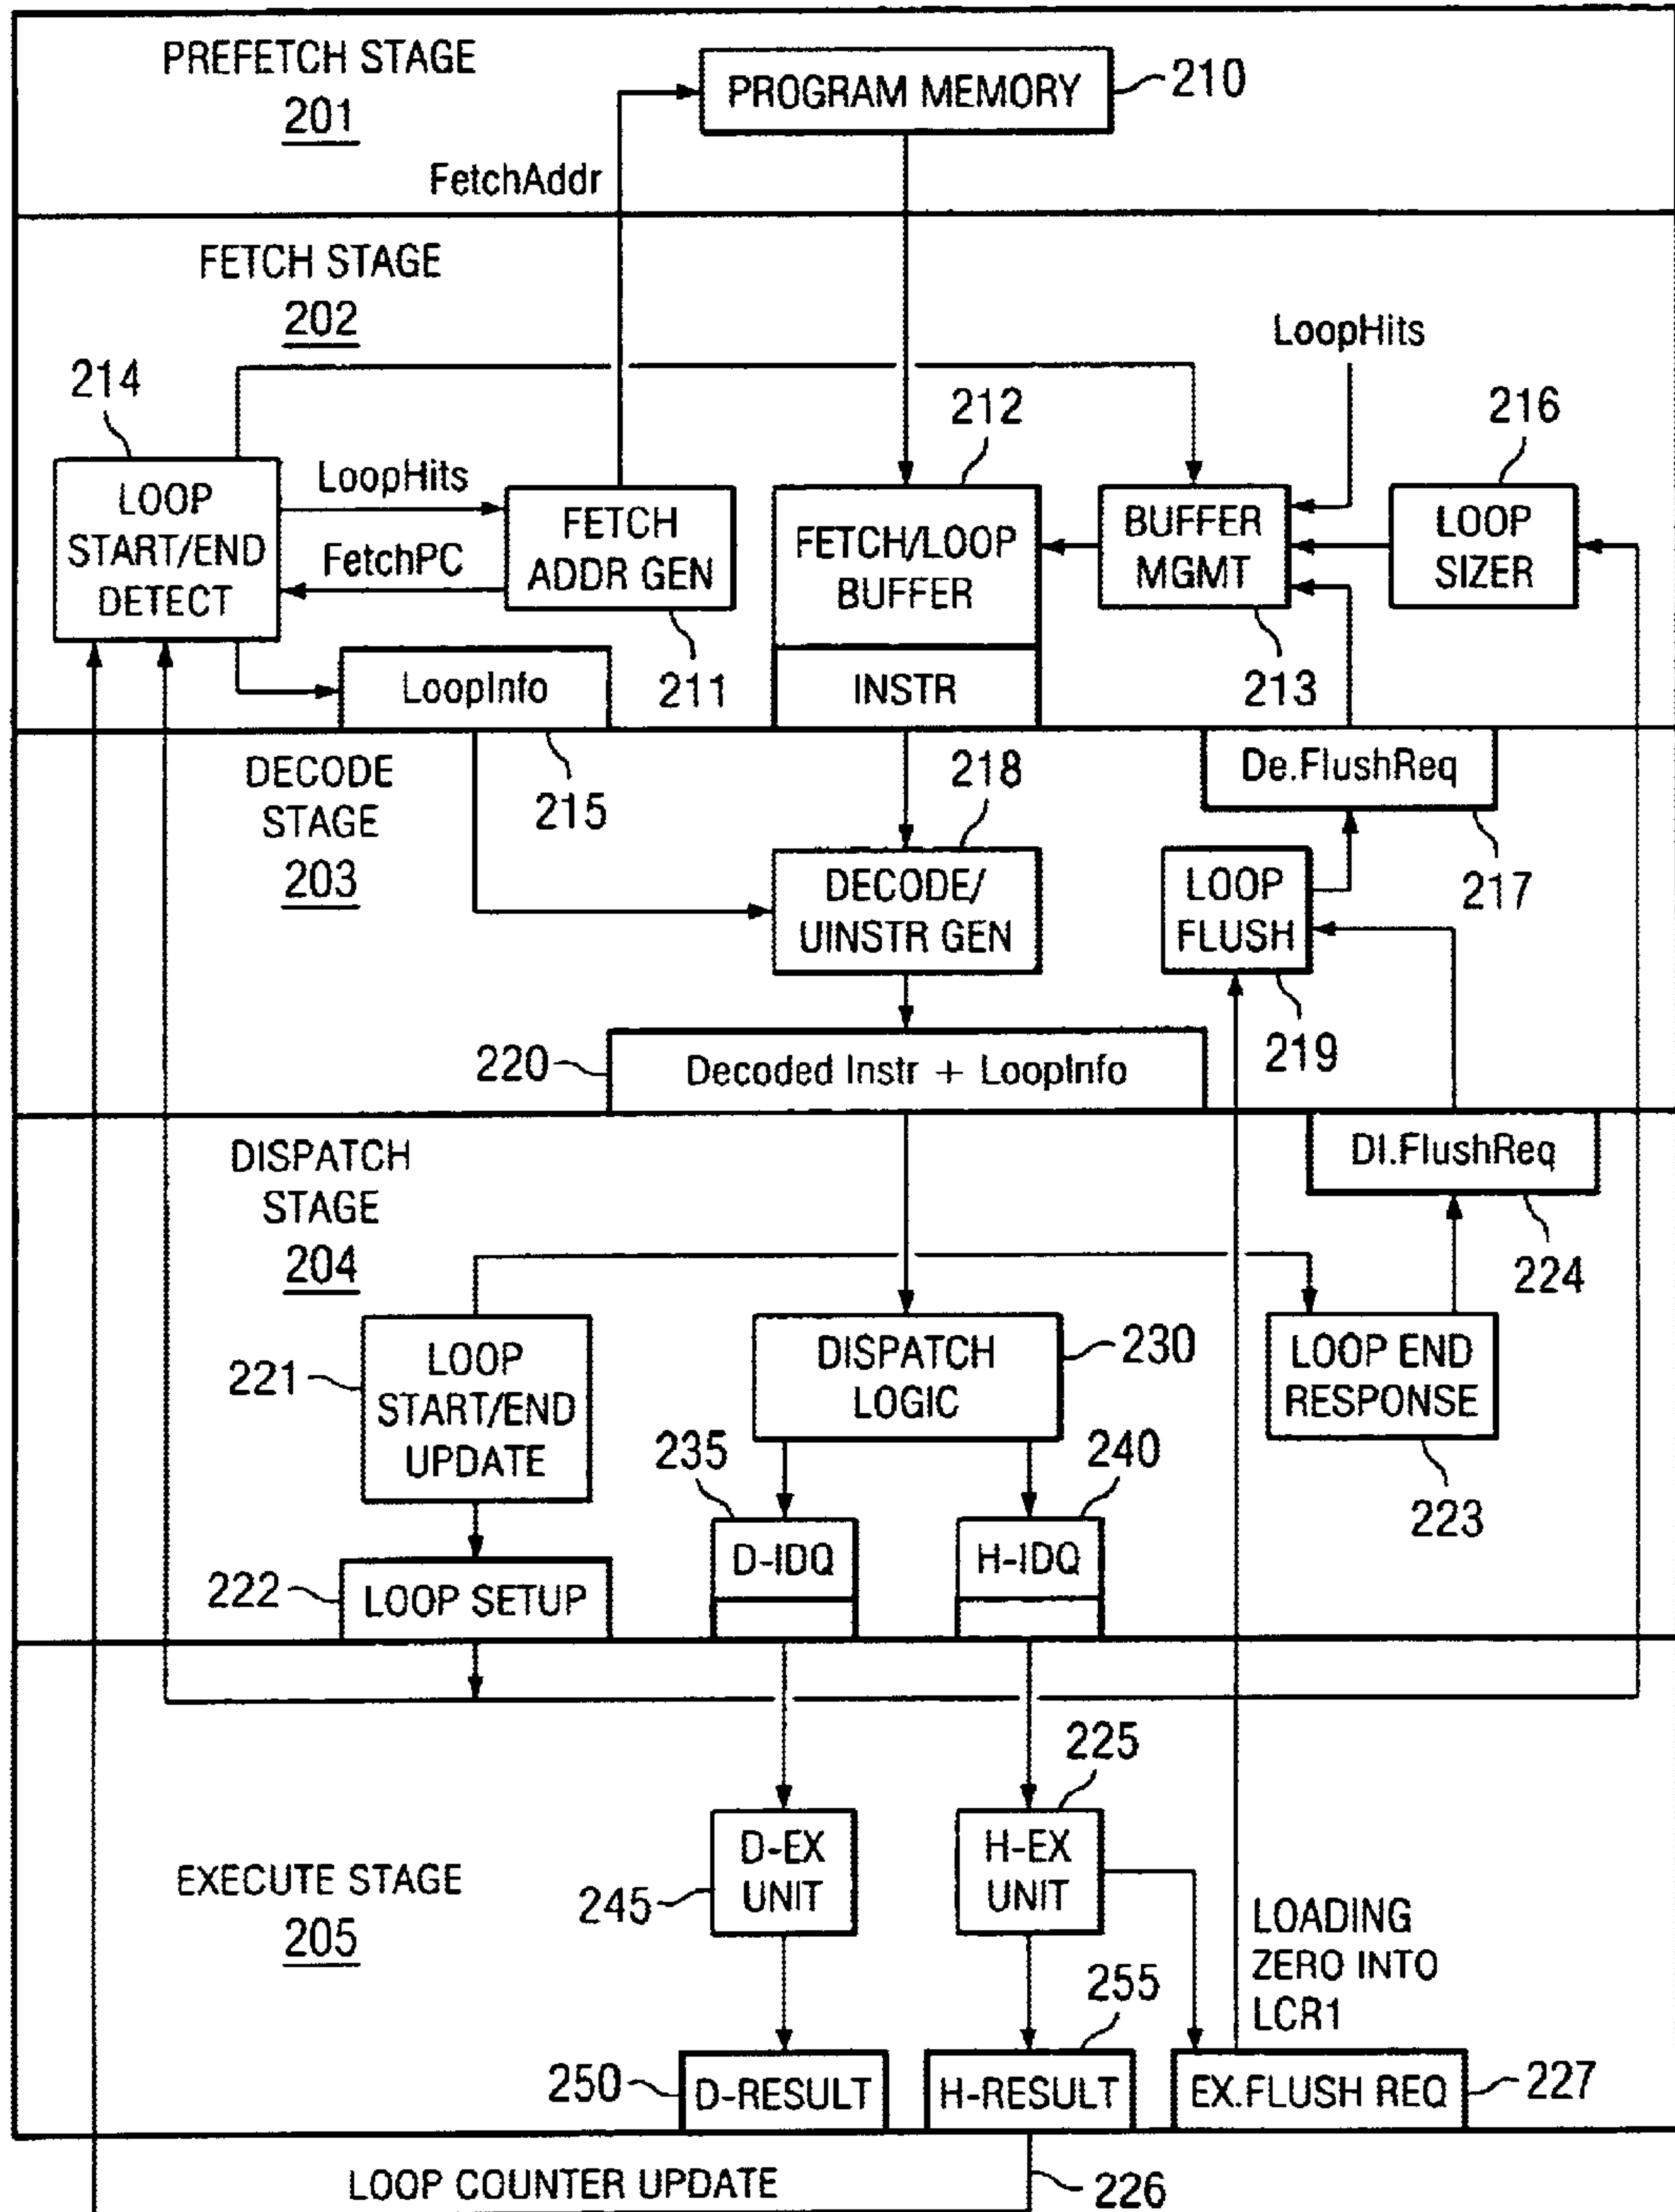 PREFETCH STAGE
201
PROGRAM MEMORY
210
FetchAddr
FETCH STAGE
202
LoopHits
214
212
216
LOOP
START/END
DETECT
LoopHits
FetchPC
FETCH
ADDR GEN
FETCH/LOOP
BUFFER
BUFFER
MGMT
LOOP
SIZER
LoopInfo
211
INSTR
213
DECODE
STAGE
203
215
218
De.FlushReq
217
DECODE/
UINSTR GEN
LOOP
FLUSH
219
220
Decoded Instr + LoopInfo
DISPATCH
STAGE
204
DI.FlushReq
224
221
LOOP
START/END
UPDATE
DISPATCH
LOGIC
230
LOOP END
RESPONSE
223
235
240
D-IDQ
H-IDQ
222
LOOP SETUP
225
EXECUTE STAGE
205
245
D-EX
UNIT
H-EX
UNIT
LOADING
ZERO INTO
LCR1
255
250
D-RESULT
H-RESULT
EX.FLUSH REQ
227
LOOP COUNTER UPDATE
226